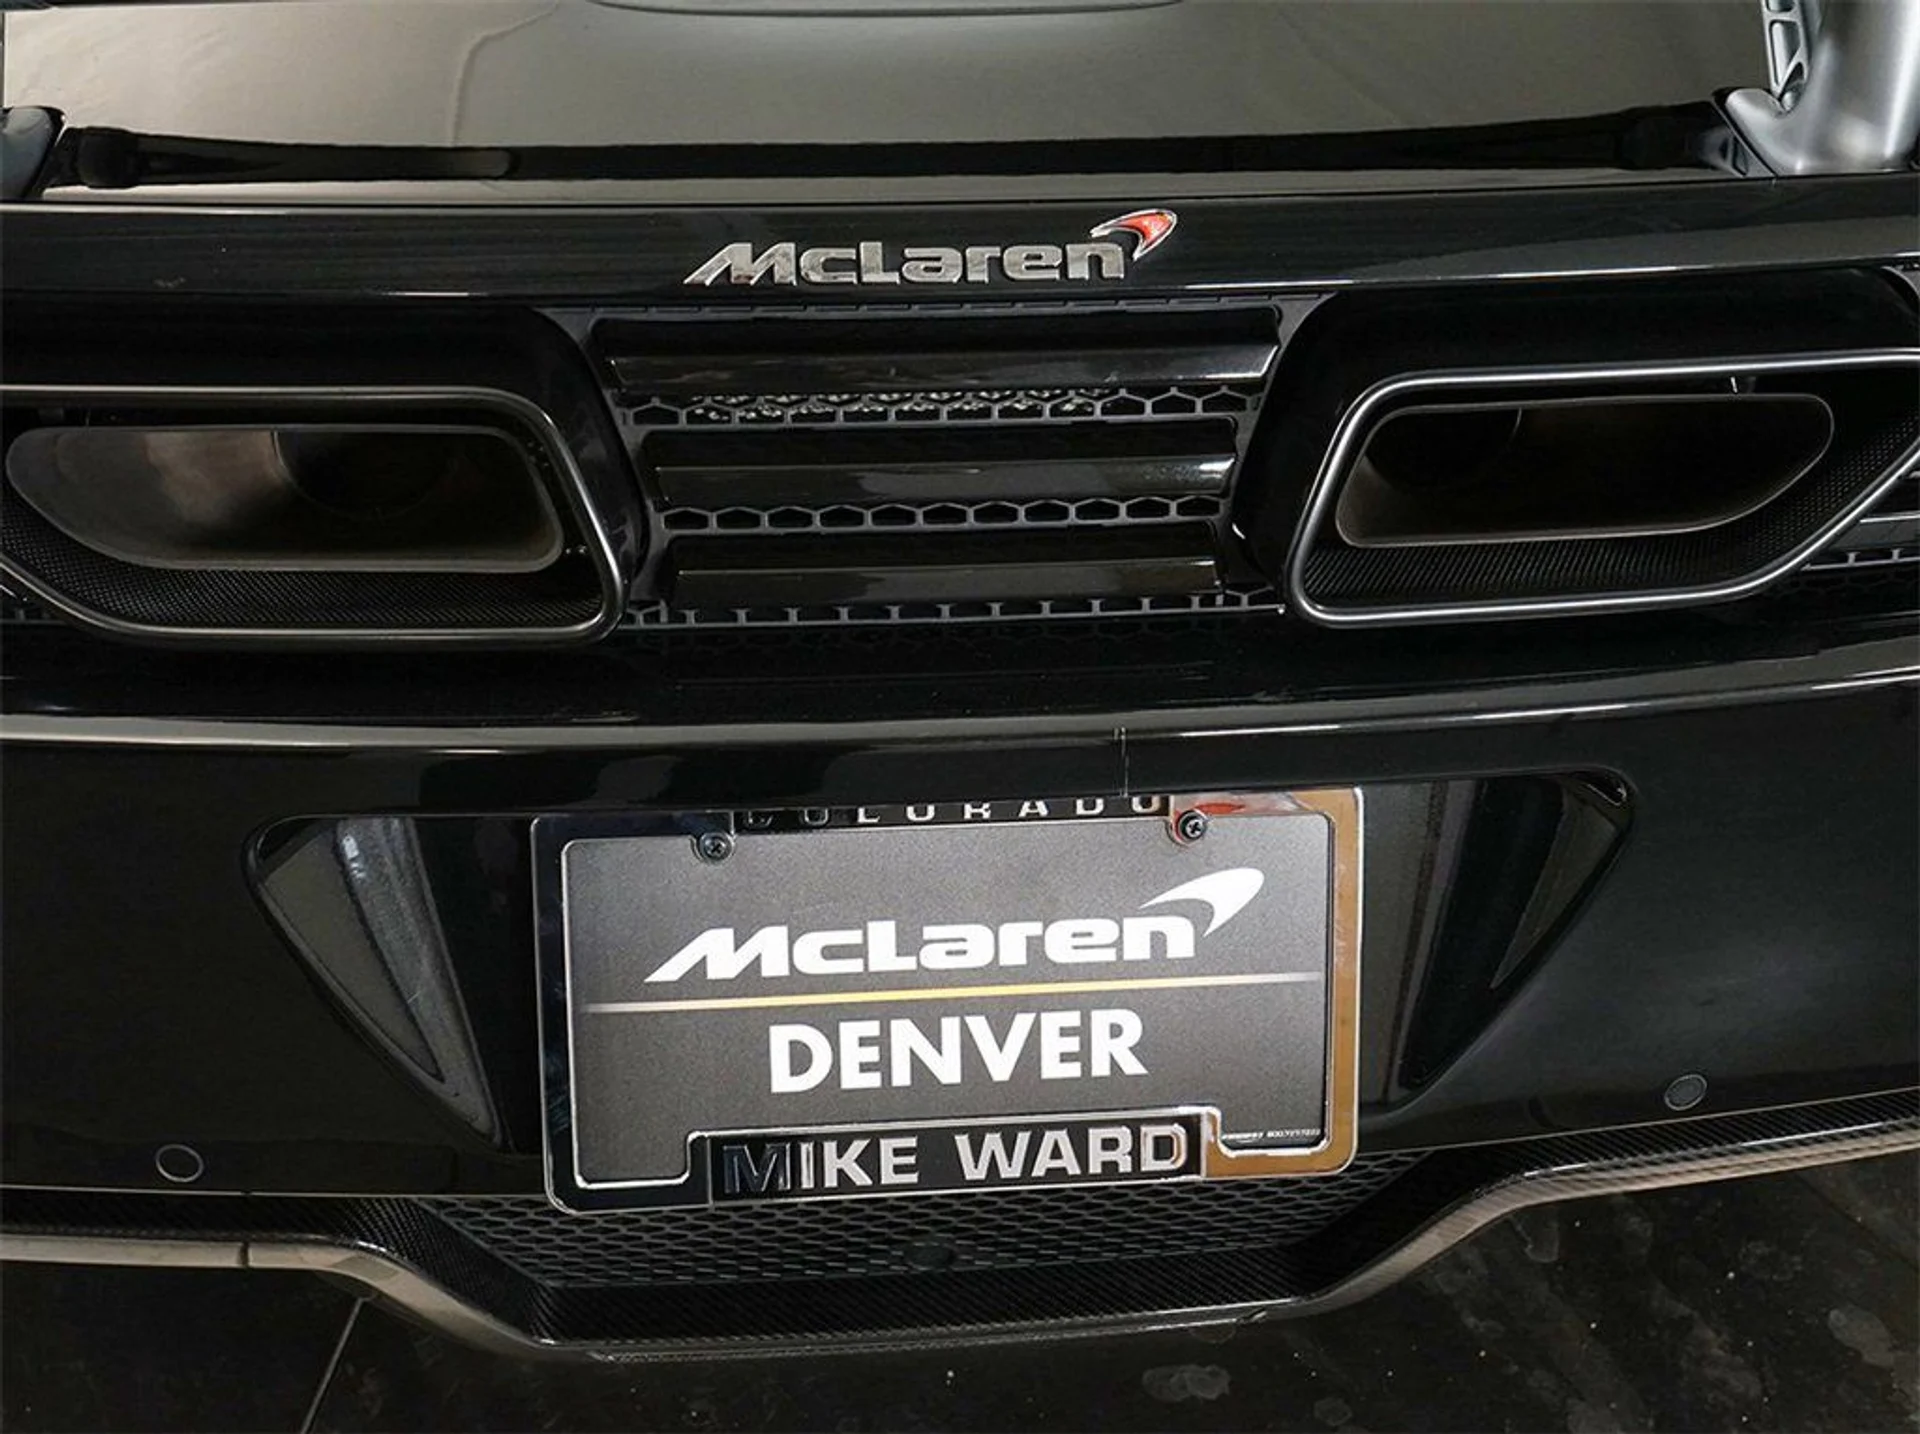 McLaren
COLORADO
McLaren
DENVER
MIKE WARD